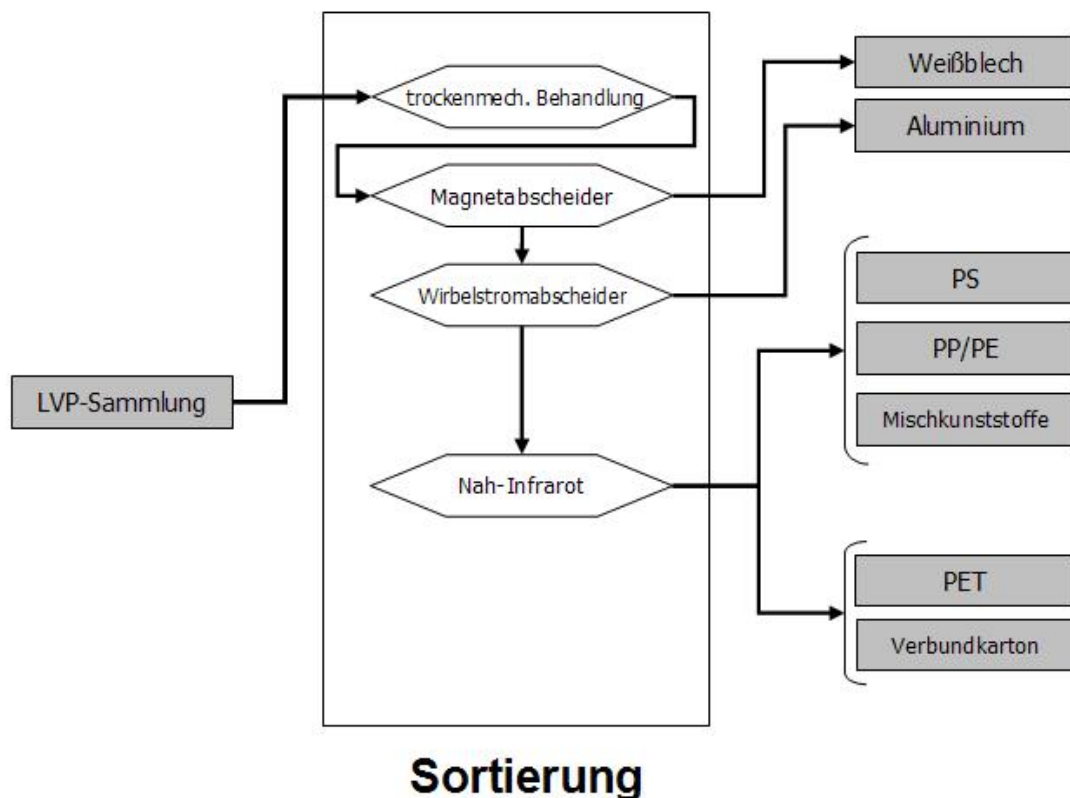 trockenmech. Behandlung
Magnetabscheider
Wirbelstromabscheider
LVP-Sammlung
Nah-Infrarot
Weißblech
Aluminium
PS
PP/PE
Mischkunststoffe
PET
Verbundkarton
Sortierung